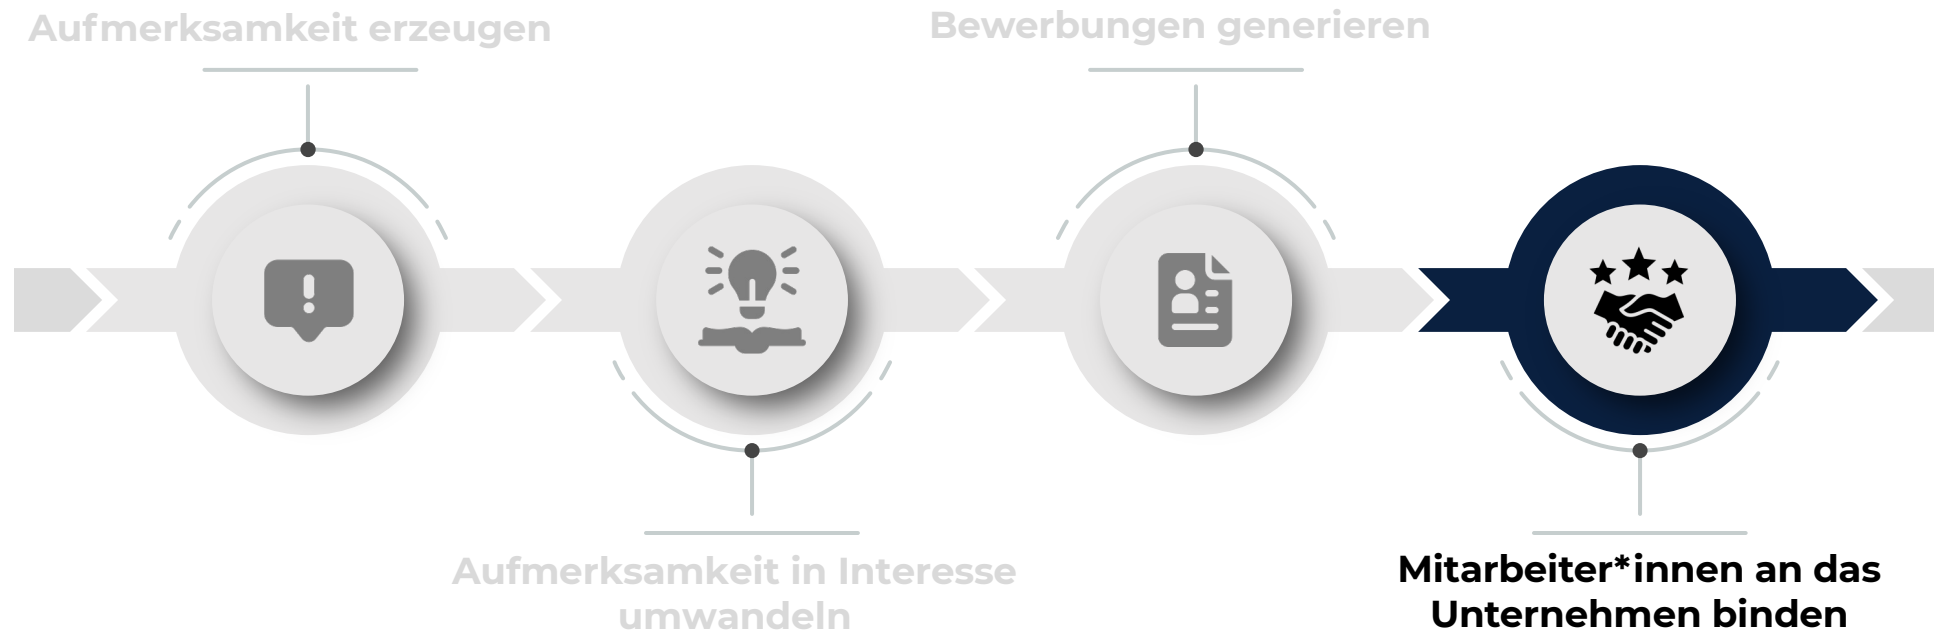 Aufmerksamkeit erzeugen
Bewerbungen generieren
Aufmerksamkeit in Interesse
umwandeln
Mitarbeiter*innen an das
Unternehmen binden